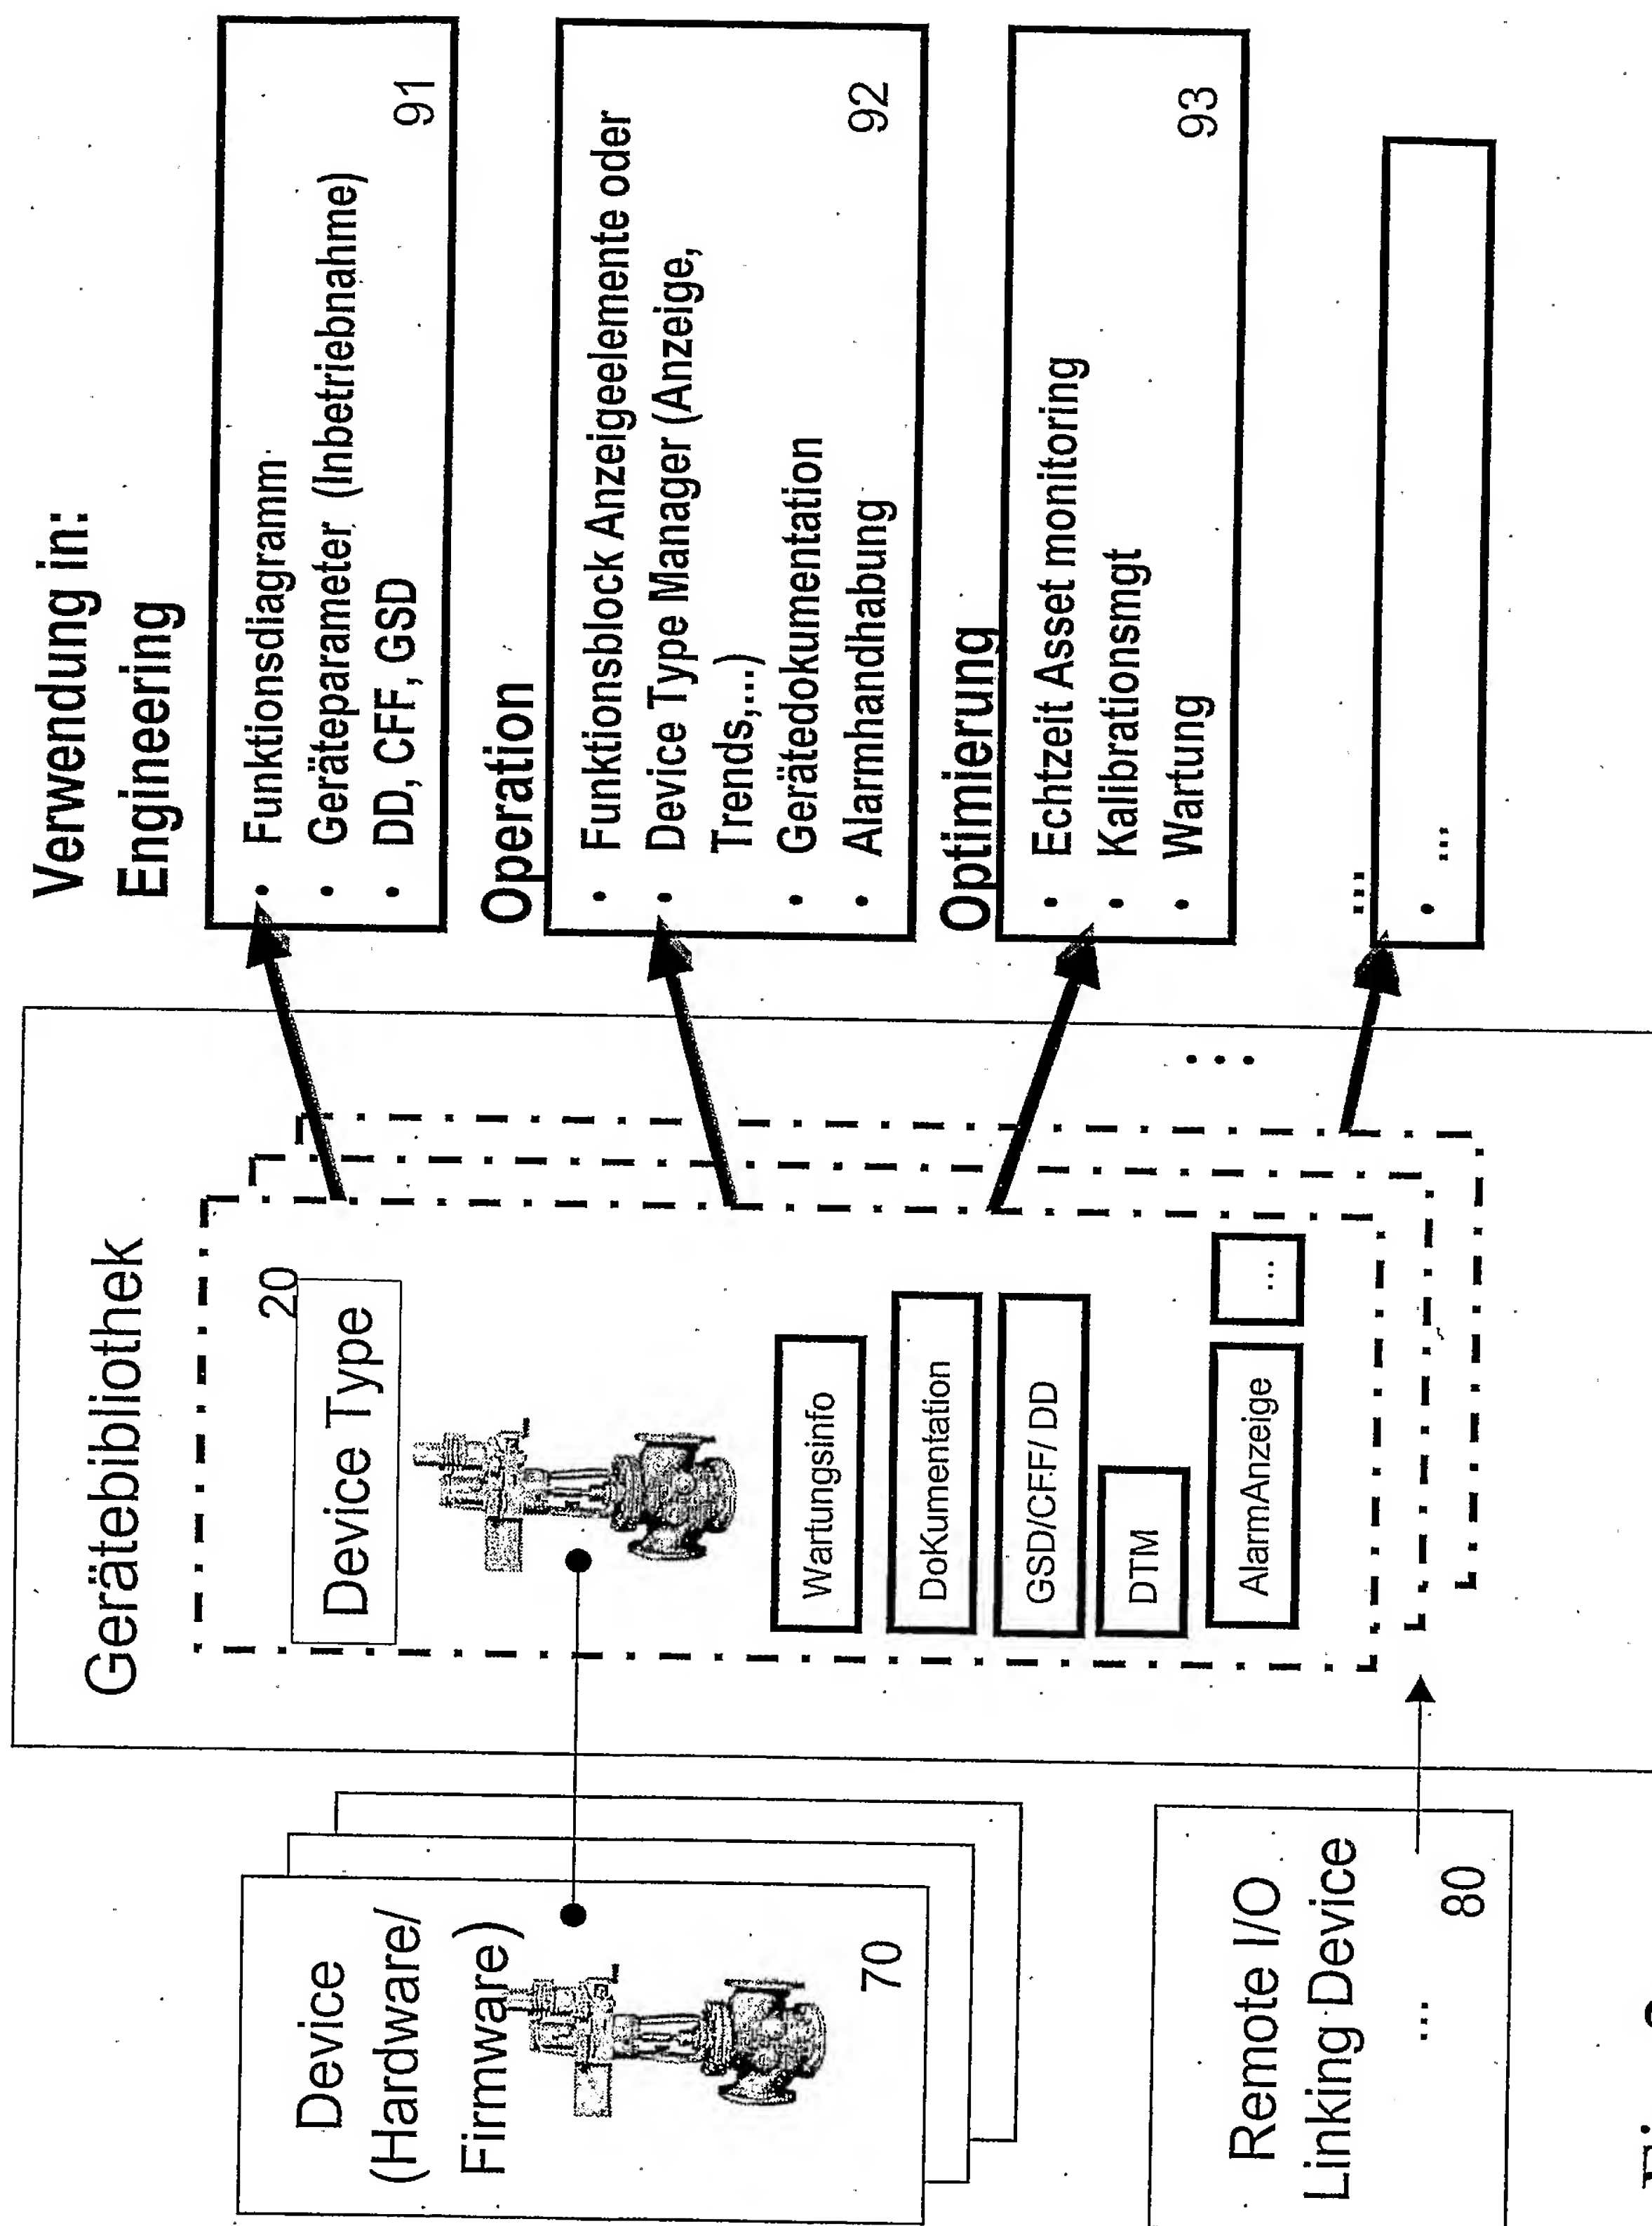 Device
(Hardware/
Firmware)
70
Remote I/O
Linking Device
...
80
Gerätebibliothek
20
Device Type
Wartungsinfo
DoKumentation
GSD/CFF/ DD
DTM
AlarmAnzeige
...
...
Verwendung in:
Engineering
• Funktionsdiagramm
• Geräteparameter (Inbetriebnahme)
• DD, CFF, GSD
91
Operation
• Funktionsblock Anzeigeelemente oder
• Device Type Manager (Anzeige,
Trends,...)
• Gerätedokumentation
• Alarmhandhabung
92
Optimierung
• Echtzeit Asset monitoring
• Kalibrationsmgt
• Wartung
93
...
• ...